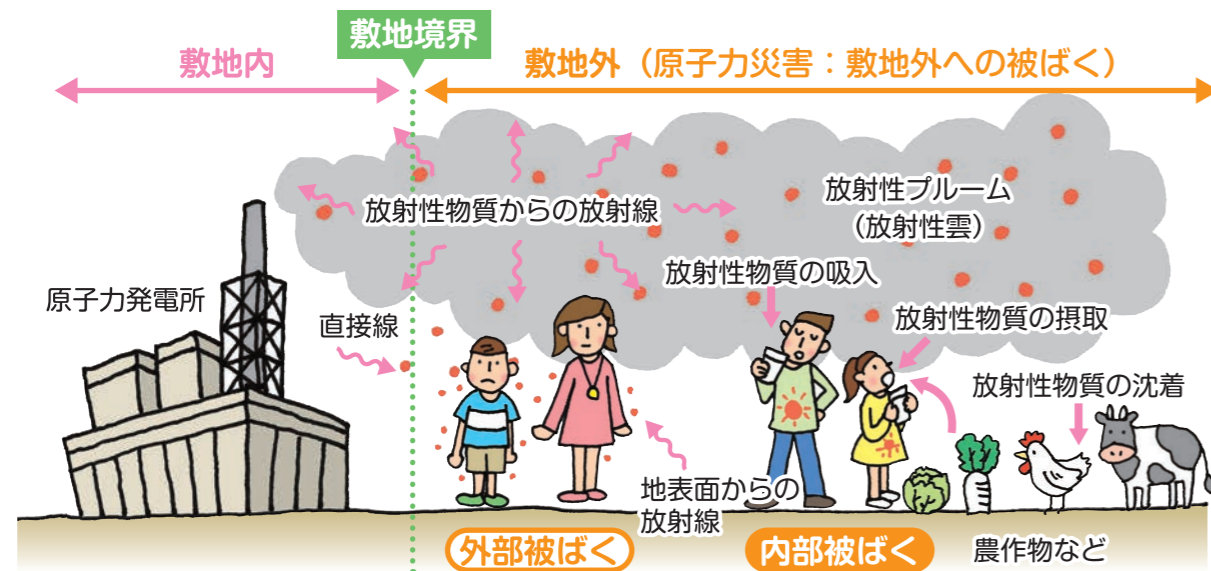 敷地境界
敷地内
敷地外（原子力災害：敷地外への被ばく）
放射性物質からの放射線
放射性プルーム
（放射性雲）
放射性物質の吸入
原子力発電所
直接線
放射性物質の摂取
放射性物質の沈着
地表面からの
放射線
外部被ばく
内部被ばく
農作物など